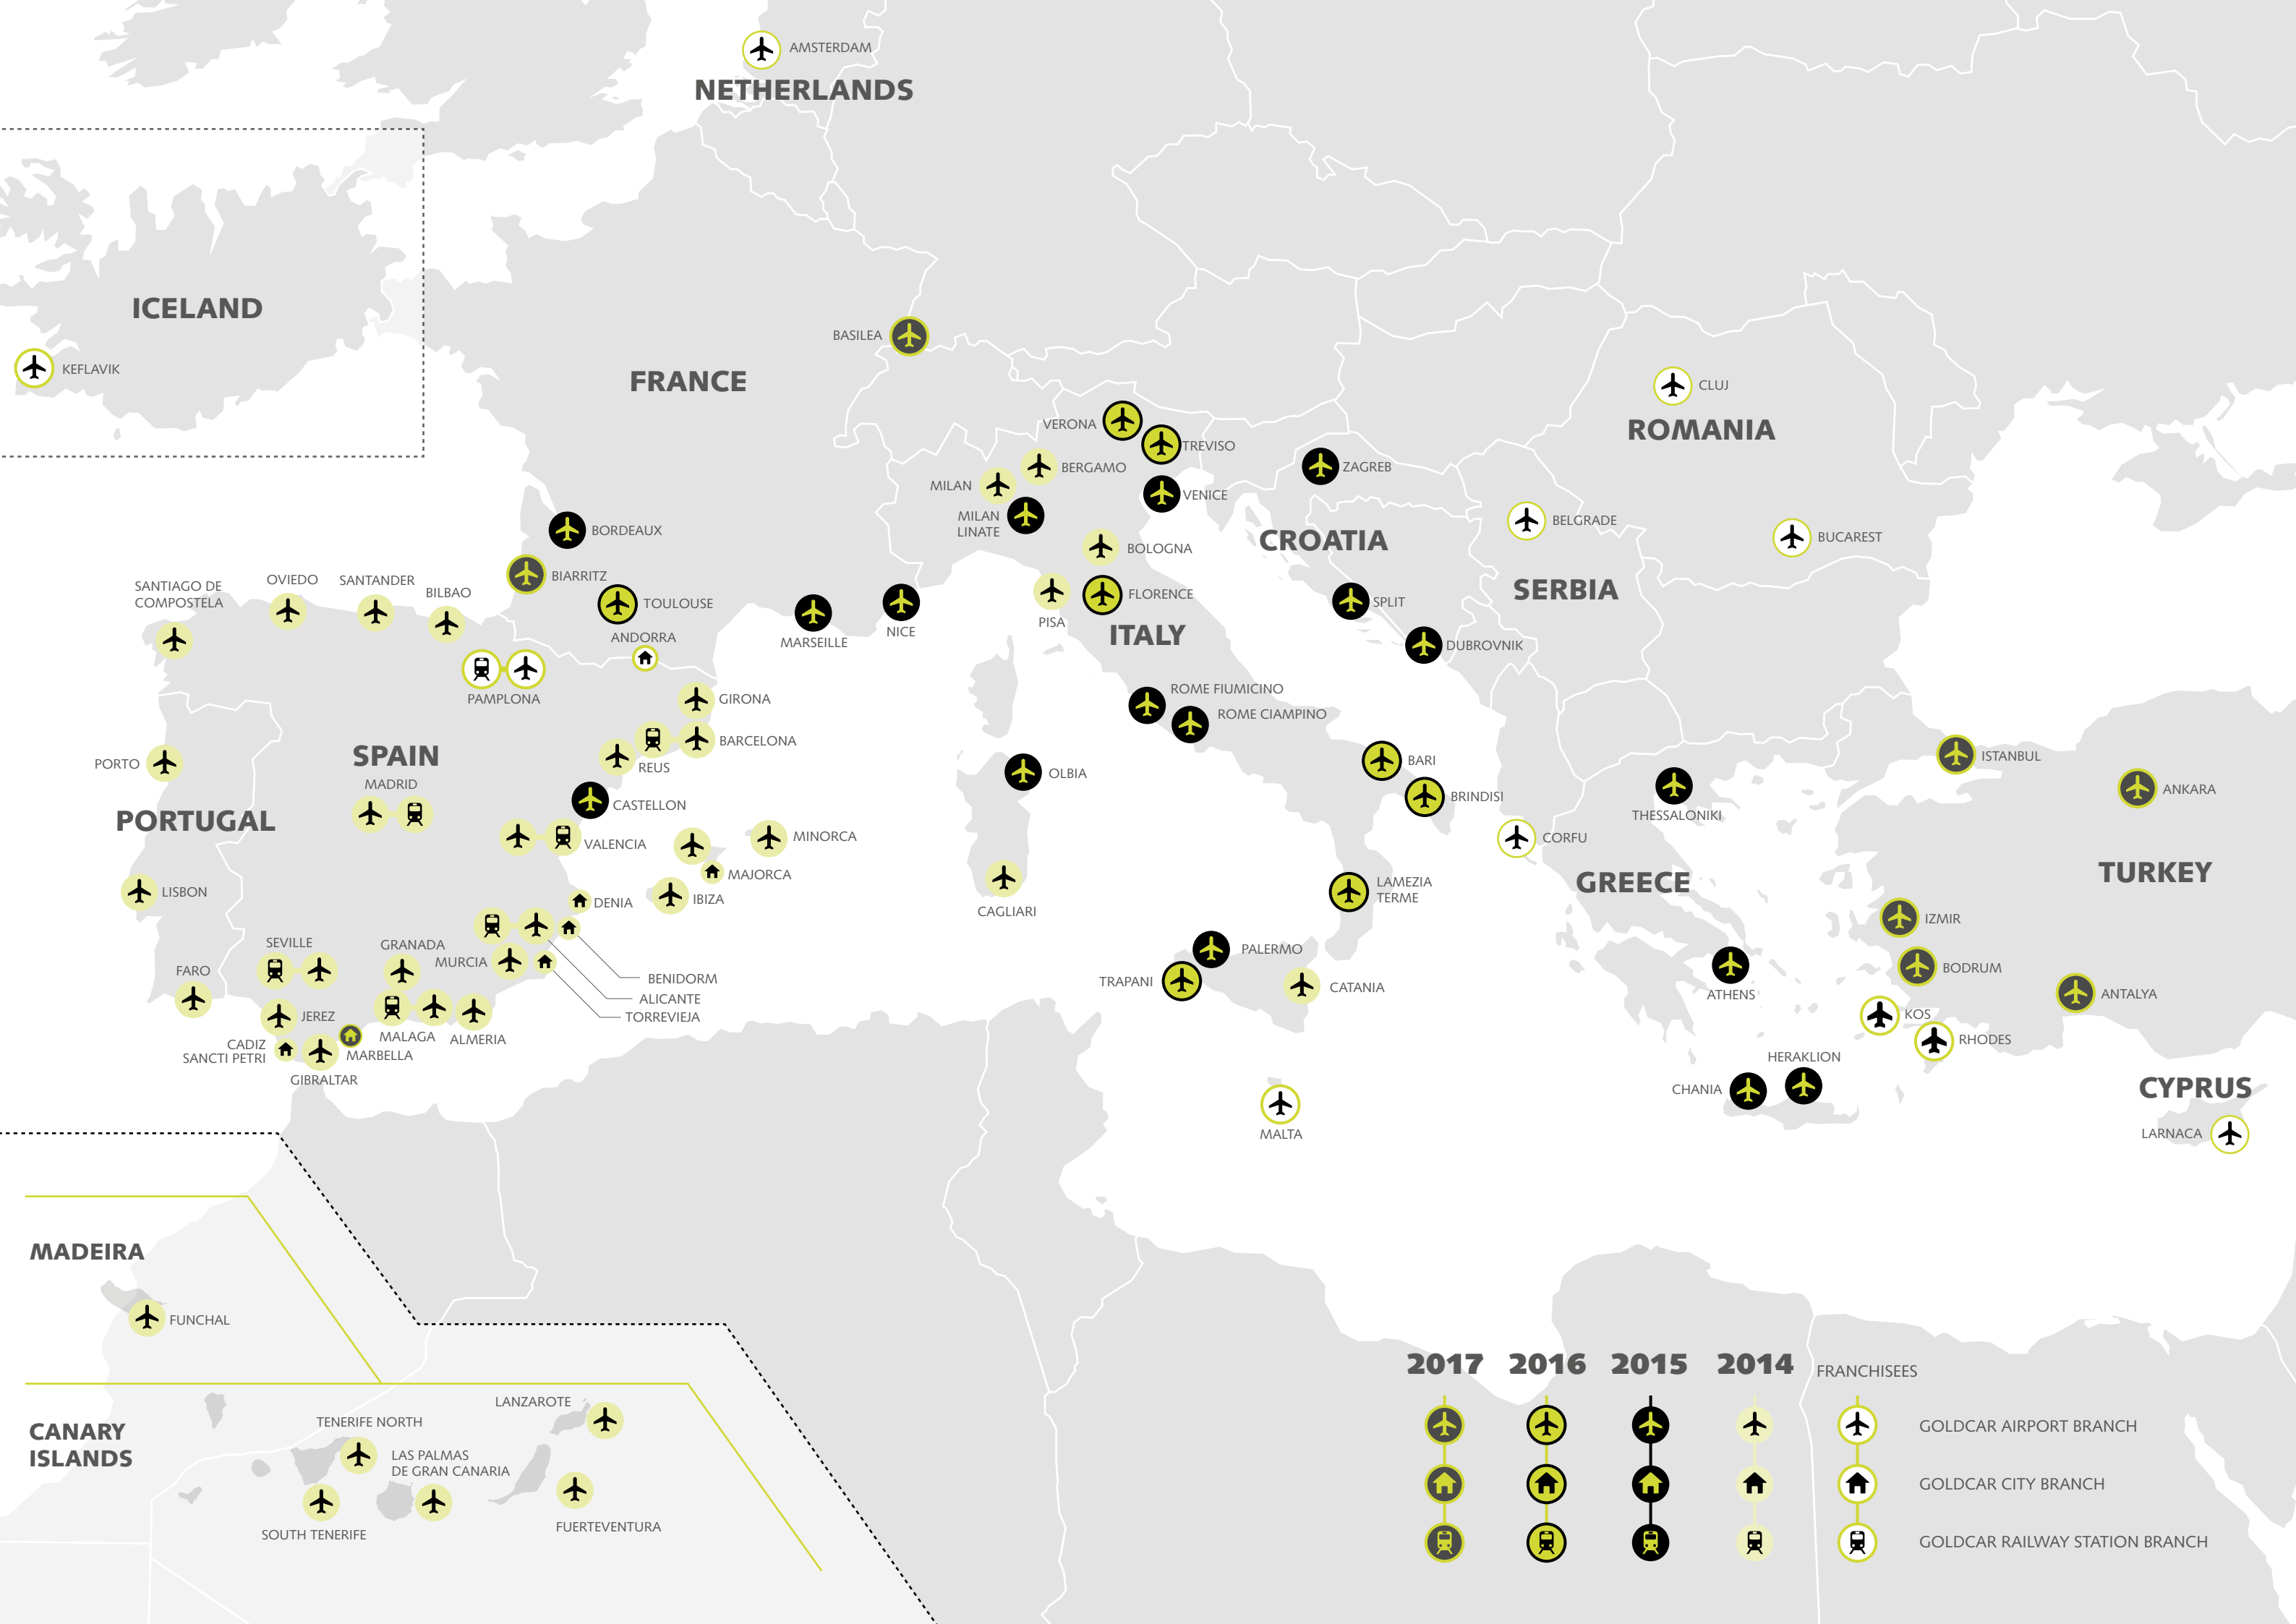 AMSTERDAM
NETHERLANDS
ICELAND
KEFLAVIK
BASILEA
FRANCE
CLUJ
ROMANIA
VERONA
TREVISO
BERGAMO
ZAGREB
MILAN
VENICE
MILAN
LINATE
BORDEAUX
BELGRADE
BUCAREST
CROATIA
BOLOGNA
BIARRITZ
SERBIA
SANTIAGO DE
COMPOSTELA
OVIEDO
SANTANDER
BILBAO
TOULOUSE
FLORENCE
SPLIT
ANDORRA
MARSEILLE
NICE
PISA
ITALY
DUBROVNIK
PAMPLONA
GIRONA
ROME FIUMICINO
ROME CIAMPINO
BARCELONA
SPAIN
PORTO
REUS
MADRID
OLBIA
BARI
ISTANBUL
ANKARA
CASTELLON
BRINDISI
THESSALONIKI
PORTUGAL
VALENCIA
MINORCA
CORFU
MAJORCA
TURKEY
LISBON
DENIA
IBIZA
CAGLIARI
LAMEZIA
TERME
GREECE
IZMIR
SEVILLE
GRANADA
MURCIA
PALERMO
FARO
BENIDORM
TRAPANI
CATANIA
BODRUM
ATHENS
ANTALYA
ALICANTE
JEREZ
TORREVIEJA
KOS
CADIZ
SANCTI PETRI
MALAGA
ALMERIA
RHODES
MARBELLA
GIBRALTAR
HERAKLION
CHANIA
CYPRUS
MALTA
LARNACA
MADEIRA
FUNCHAL
CANARY
ISLANDS
LANZAROTE
TENERIFE NORTH
LAS PALMAS
DE GRAN CANARIA
SOUTH TENERIFE
FUERTEVENTURA
2017 2016 2015 2014 FRANCHISEES
GOLDCAR AIRPORT BRANCH
GOLDCAR CITY BRANCH
GOLDCAR RAILWAY STATION BRANCH